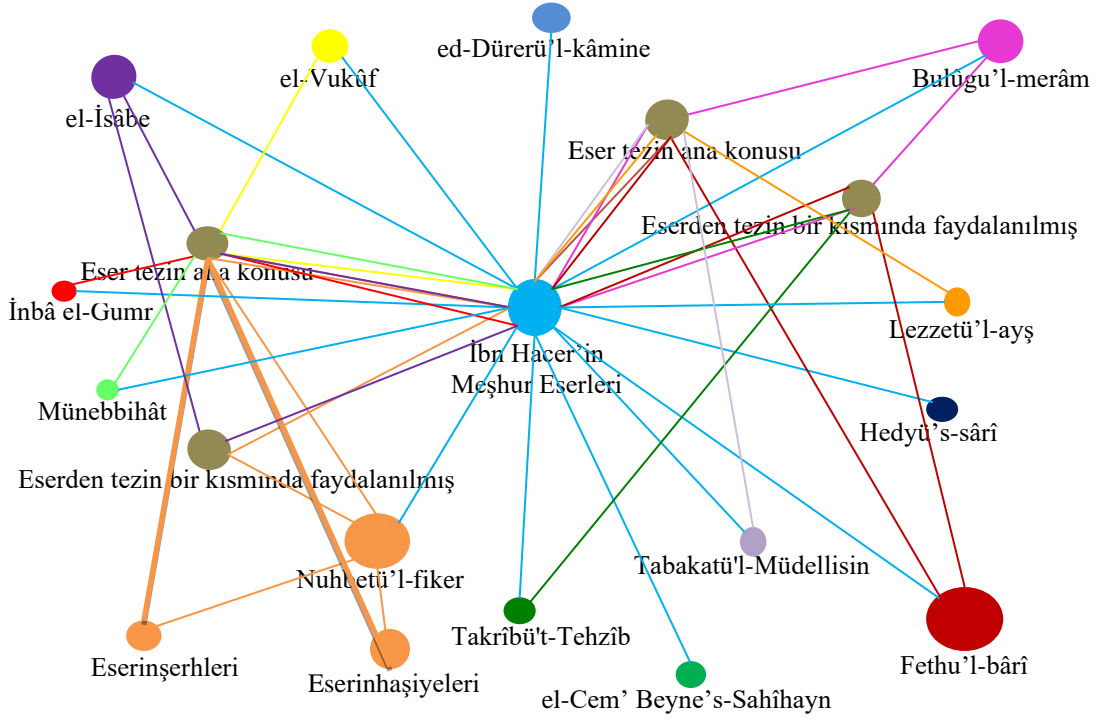 ed-Dürerü’l-kâmine
el-Vukûf
Bulûgu’l-merâm
el-İsâbe
Eser tezin ana konusu
Eserden tezin bir kısmında faydalanılmış
Eser tezin ana konusu
İnbâ el-Gumr
Lezzetü’l-ayş
İbn Hacer’in
Meşhur Eserleri
Münebbihât
Hedyü’s-sârî
Eserden tezin bir kısmında faydalanılmış
Tabakatü'l-Müdellisin
Nuhbetü’l-fiker
Takrîbü't-Tehzîb
Eserinşerhleri
Fethu’l-bârî
Eserinhaşiyeleri
el-Cem’ Beyne’s-Sahîhayn